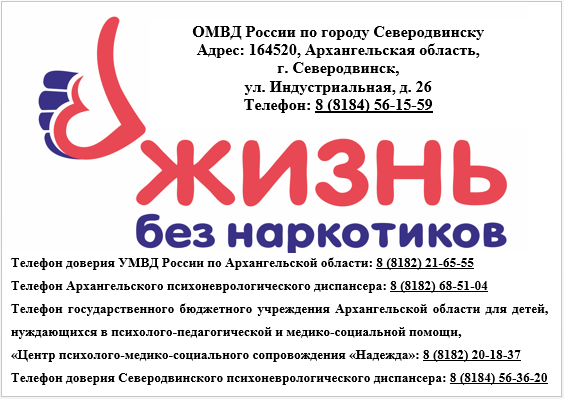 ОМВД России по городу Северодвинску
Адрес: 164520, Архангельская область,
г. Северодвинск,
ул. Индустриальная, д. 26
Телефон: 8 (8184) 56-15-59
жизнь
без наркотиков
Телефон доверия УМВД России по Архангельской области: 8 (8182) 21-65-55
Телефон Архангельского психоневрологического диспансера: 8 (8182) 68-51-04
Телефон государственного бюджетного учреждения Архангельской области для детей,
нуждающихся в психолого-педагогической и медико-социальной помощи,
«Центр психолого-медико-социального сопровождения «Надежда»: 8 (8182) 20-18-37
Телефон доверия Северодвинского психоневрологического диспансера: 8 (8184) 56-36-20